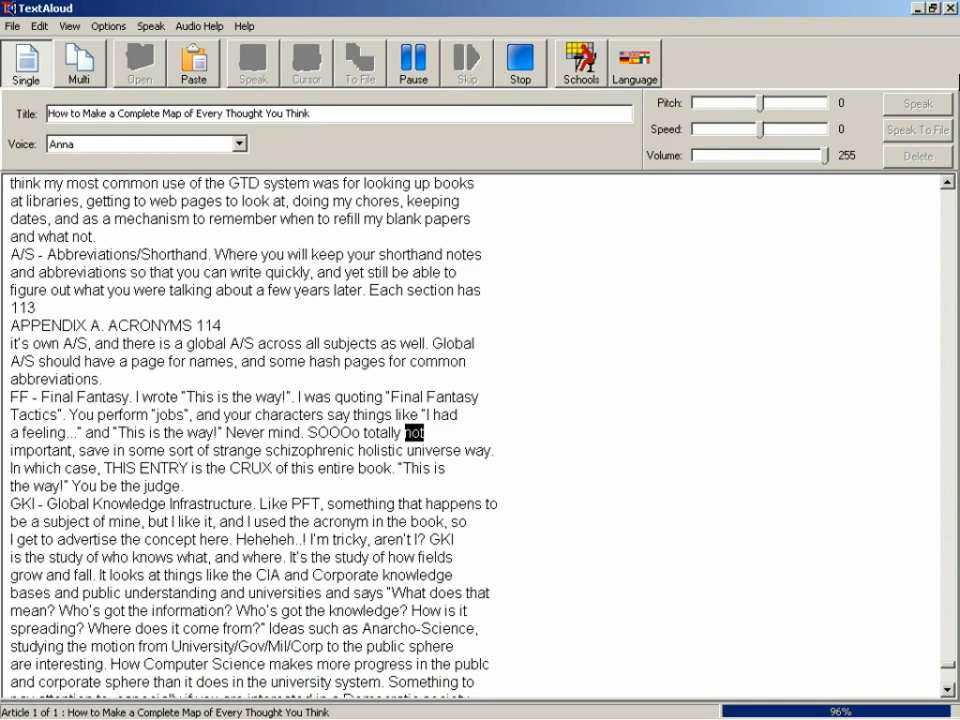 TextAloud
File Edit View Options Speak Audio Help Help
Single Multi Open Paste Speak Cursor To File Pause Skip Stop Schools Language
Title: How to Make a Complete Map of Every Thought You Think
Voice: Anna
Pitch: 0 Speak
Speed: 0 Speak To File
Volume: 255 Delete
think my most common use of the GTD system was for looking up books
at libraries, getting to web pages to look at, doing my chores, keeping
dates, and as a mechanism to remember when to refill my blank papers
and what not.
A/S - Abbreviations/Shorthand. Where you will keep your shorthand notes
and abbreviations so that you can write quickly, and yet still be able to
figure out what you were talking about a few years later. Each section has
113
APPENDIX A. ACRONYMS 114
it's own A/S, and there is a global A/S across all subjects as well. Global
A/S should have a page for names, and some hash pages for common
abbreviations.
FF - Final Fantasy. I wrote "This is the way!". I was quoting "Final Fantasy
Tactics". You perform "jobs", and your characters say things like "I had
a feeling..." and "This is the way!" Never mind. SOOOo totally not
important, save in some sort of strange schizophrenic holistic universe way.
In which case, THIS ENTRY is the CRUX of this entire book. "This is
the way!" You be the judge.
GKI - Global Knowledge Infrastructure. Like PFT, something that happens to
be a subject of mine, but I like it, and I used the acronym in the book, so
I get to advertise the concept here. Heheheh..! I'm tricky, aren't I? GKI
is the study of who knows what, and where. It's the study of how fields
grow and fall. It looks at things like the CIA and Corporate knowledge
bases and public understanding and universities and says "What does that
mean? Who's got the information? Who's got the knowledge? How is it
spreading? Where does it come from?" Ideas such as Anarcho-Science,
studying the motion from University/Gov/Mil/Corp to the public sphere
are interesting. How Computer Science makes more progress in the publc
and corporate sphere than it does in the university system. Something to
pay attention to, especially if you are interested in a Democratic society.
Article 1 of 1 : How to Make a Complete Map of Every Thought You Think 96%